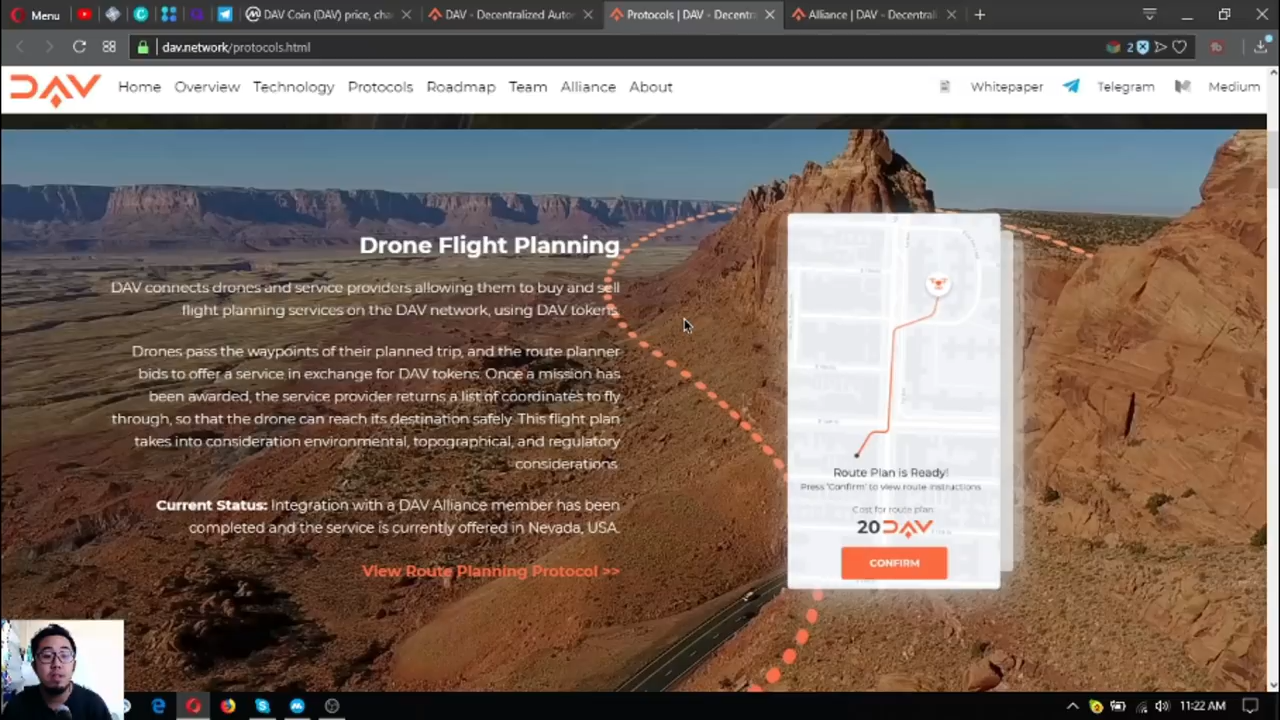 Menu
DAV Coin (DAV) price, cha
DAV - Decentralized Auto
Protocols | DAV - Decentra
Alliance | DAV - Decentrali
dav.network/protocols.html
2
DAV
Home
Overview
Technology
Protocols
Roadmap
Team
Alliance
About
Whitepaper
Telegram
Medium
Drone Flight Planning
DAV connects drones and service providers allowing them to buy and sell
flight planning services on the DAV network, using DAV tokens.
Drones pass the waypoints of their planned trip, and the route planner
bids to offer a service in exchange for DAV tokens. Once a mission has
been awarded, the service provider returns a list of coordinates to fly
through, so that the drone can reach its destination safely. This flight plan
takes into consideration environmental, topographical, and regulatory
considerations.
Current Status: Integration with a DAV Alliance member has been
completed and the service is currently offered in Nevada, USA.
View Route Planning Protocol >>
Route Plan is Ready!
Press 'Confirm' to view route instructions
Cost for route plan
20 DAV
CONFIRM
11:22 AM